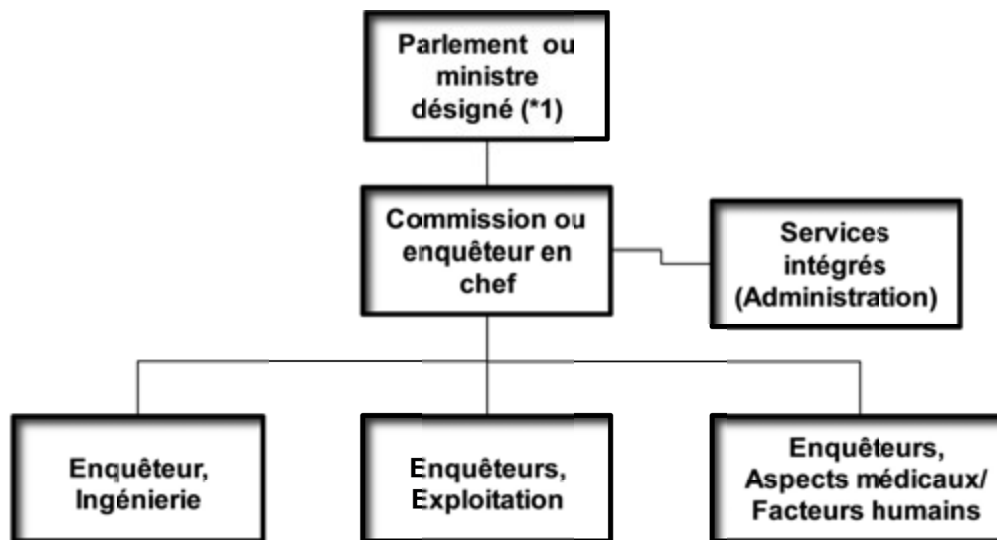 Parlement ou
ministre
désigné (*1)
Commission ou
enquêteur en
chef
Services
intégrés
(Administration)
Enquêteur,
Ingénierie
Enquêteurs,
Exploitation
Enquêteurs,
Aspects médicaux/
Facteurs humains